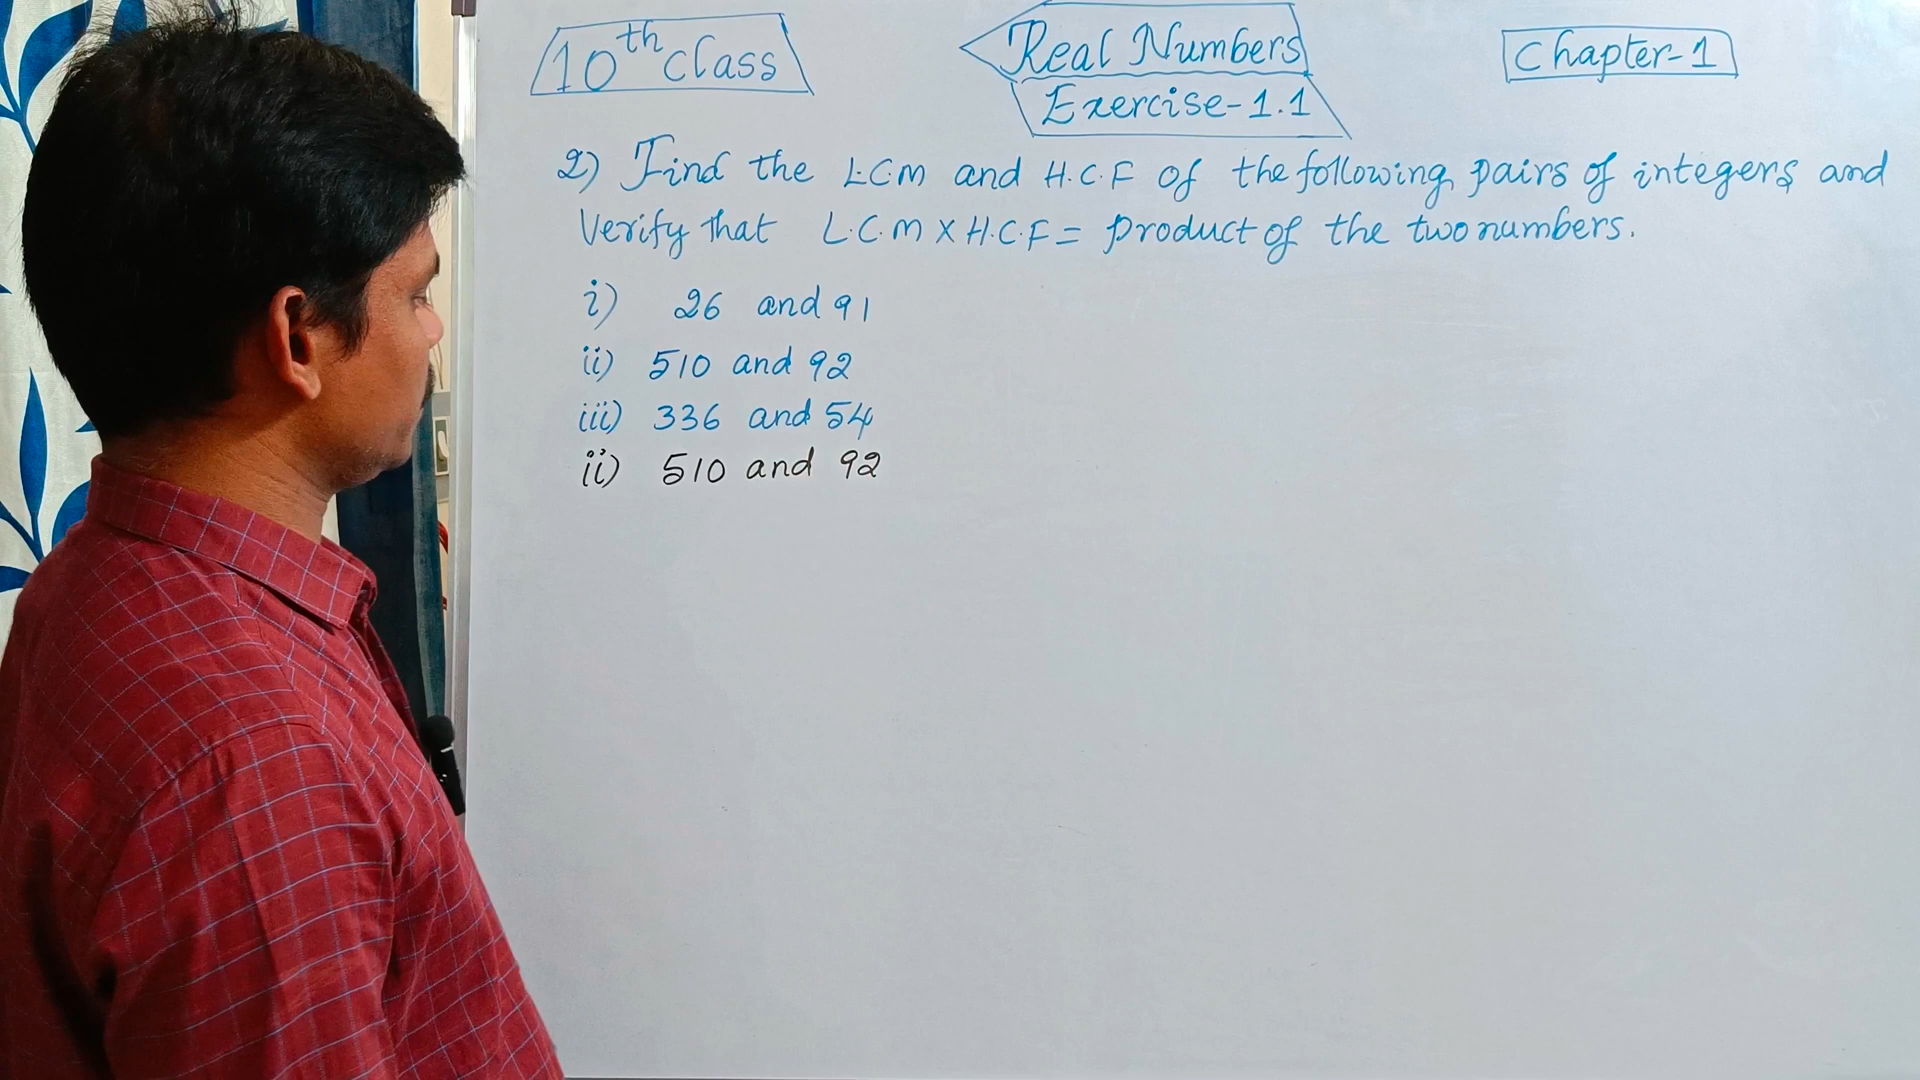 10th class
Real Numbers
Exercise-1.1
Chapter-1
2) Find the L.C.M and H.C.F of the following pairs of integers and
Verify that L.C.M X H.C.F = product of the two numbers.
i) 26 and 91
ii) 510 and 92
iii) 336 and 54
ii) 510 and 92